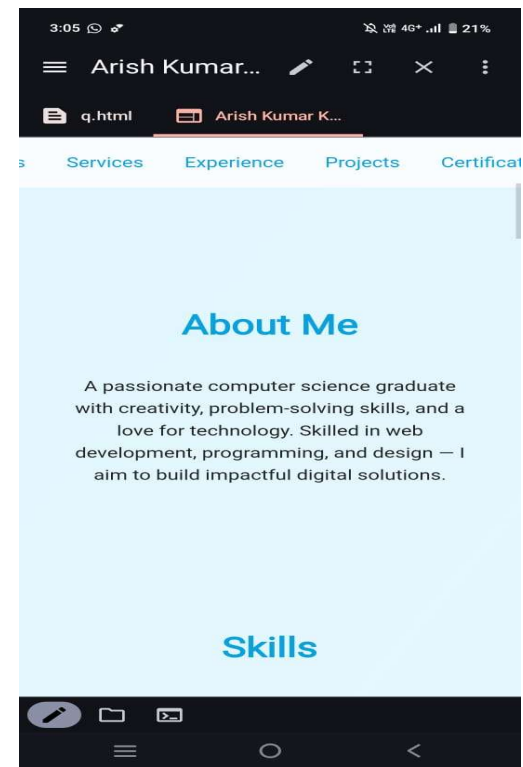 3:05 4G+ 21%
Arish Kumar...
q.html Arish Kumar K...
s Services Experience Projects Certificat
About Me
A passionate computer science graduate
with creativity, problem-solving skills, and a
love for technology. Skilled in web
development, programming, and design — I
aim to build impactful digital solutions.
Skills